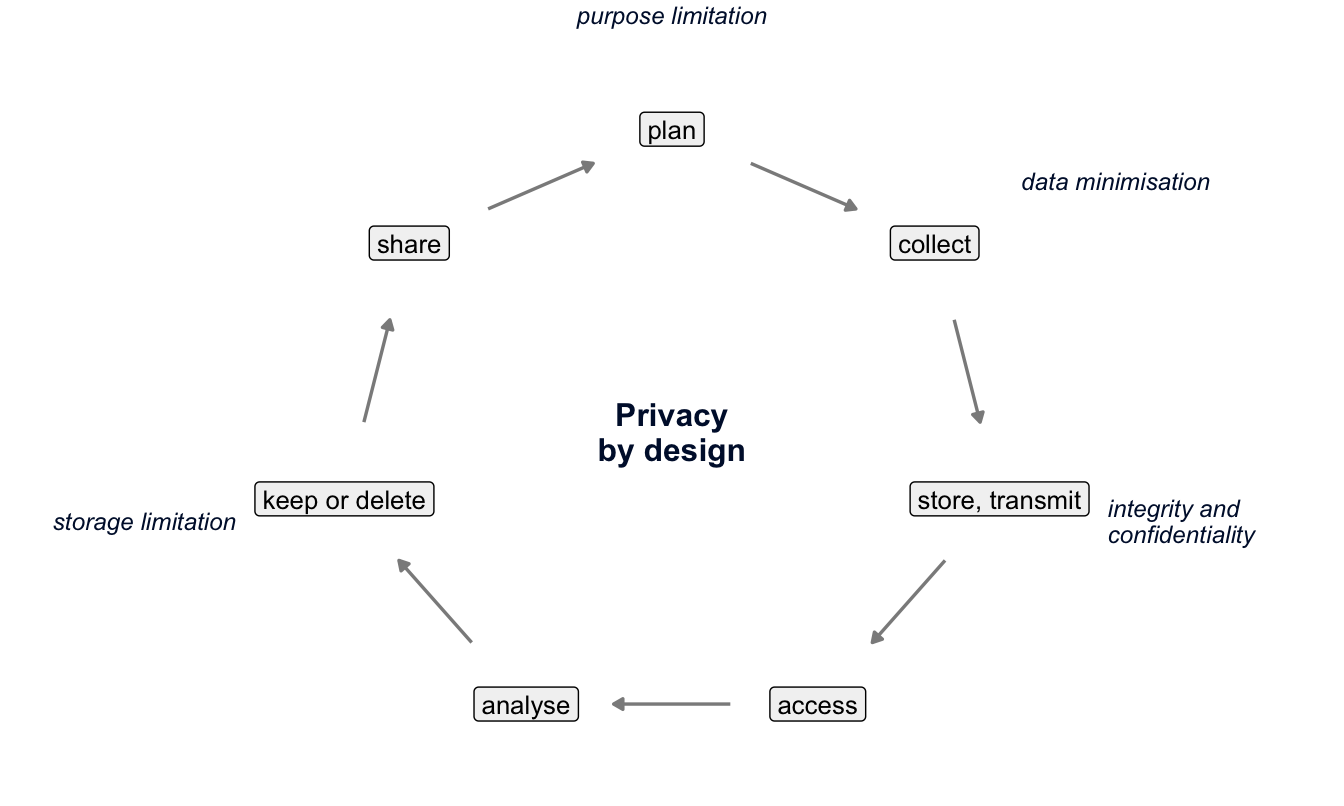 purpose limitation
plan
data minimisation
share
collect
Privacy
by design
keep or delete
store, transmit
storage limitation
integrity and
confidentiality
analyse
access